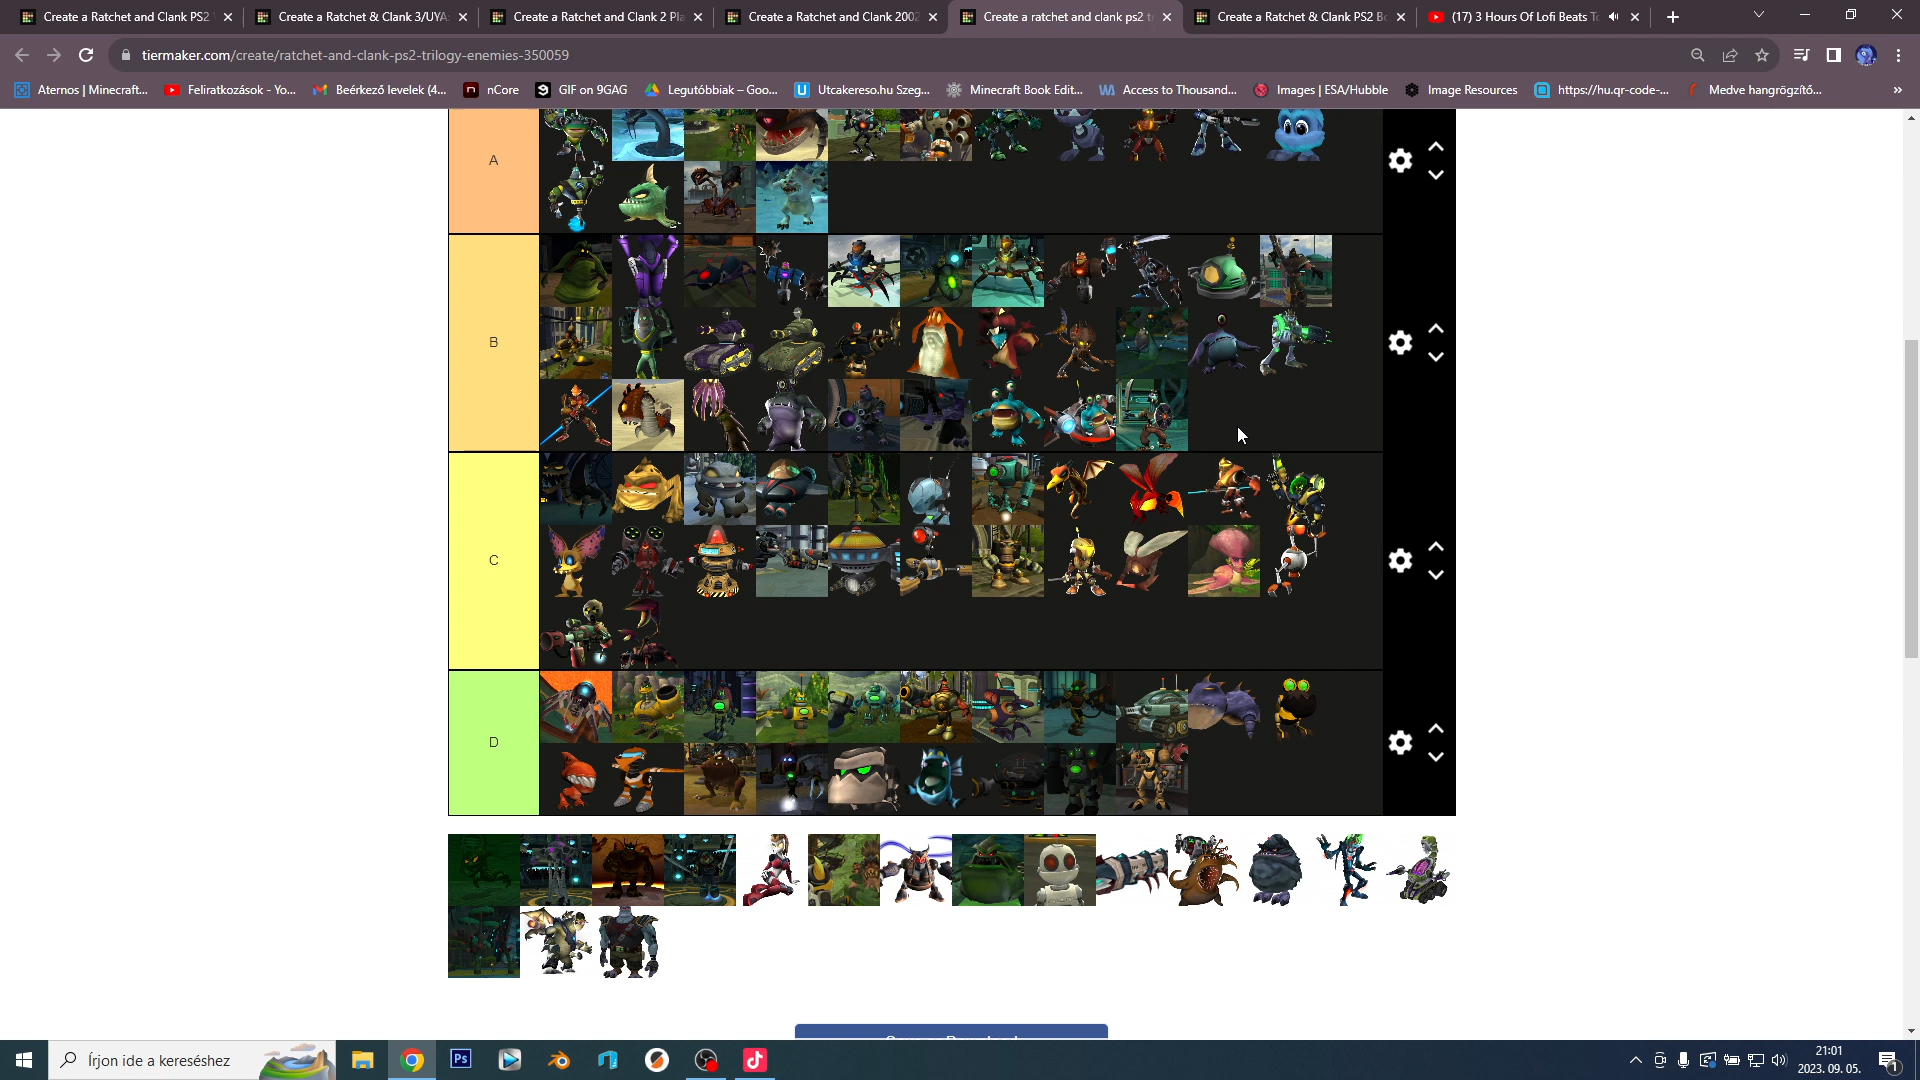 Create a Ratchet and Clank PS2
Create a Ratchet & Clank 3/UYA
Create a Ratchet and Clank 2 Pla
Create a Ratchet and Clank 2002
Create a ratchet and clank ps2 t
Create a Ratchet & Clank PS2 B
(17) 3 Hours Of Lofi Beats To
tiermaker.com/create/ratchet-and-clank-ps2-trilogy-enemies-350059
Aternos | Minecraft...
Feliratkozások - Yo...
Beérkező levelek (4...
nCore
GIF on 9GAG
Legutóbbiak – Goo...
Utcakereso.hu Szeg...
Minecraft Book Edit...
Access to Thousand...
Images | ESA/Hubble
Image Resources
https://hu.qr-code-...
Medve hangrögzítő...
A
B
C
D
Írjon ide a kereséshez
Ps
21:01
2023. 09. 05.
1